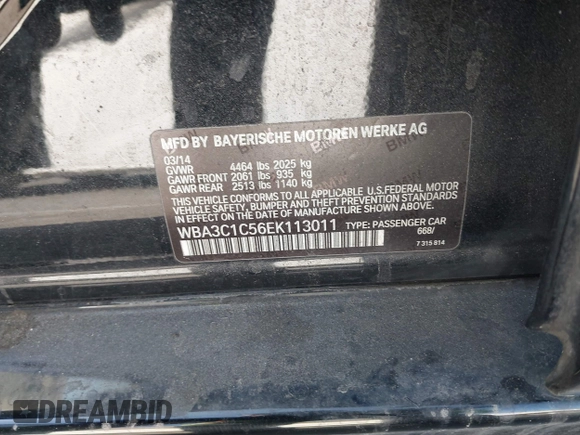 MFD BY BAYERISCHE MOTOREN WERKE AG
03/14
GVWR 4464 lbs 2025 kg
GAWR FRONT 2061 lbs 935 kg
GAWR REAR 2513 lbs 1140 kg
THIS VEHICLE CONFORMS TO ALL APPLICABLE U.S.FEDERAL MOTOR
VEHICLE SAFETY, BUMPER AND THEFT PREVENTION STANDARDS
IN EFFECT ON THE DATE OF MANUFACTURE SHOWN ABOVE.
WBA3C1C56EK113011 TYPE: PASSENGER CAR
668/
7 315 814
DREAMBID